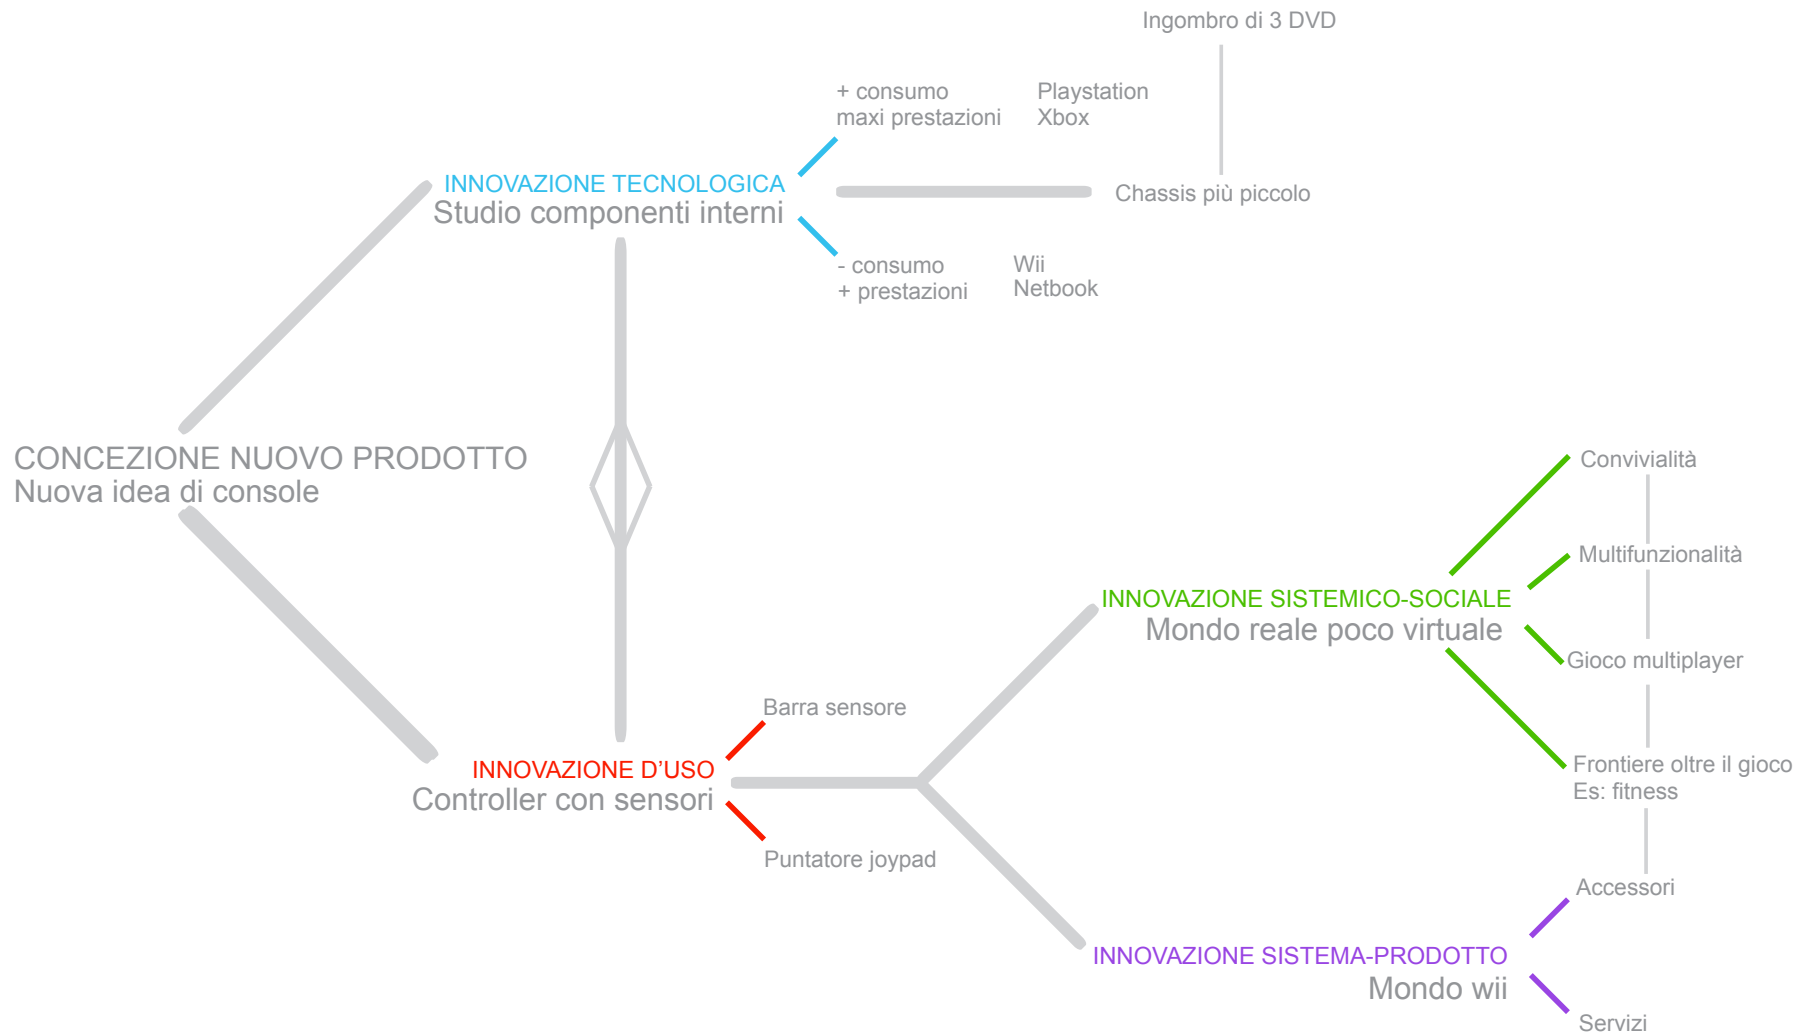 Ingombro di 3 DVD
+ consumo
maxi prestazioni
Playstation
Xbox
INNOVAZIONE TECNOLOGICA
Studio componenti interni
Chassis più piccolo
- consumo
+ prestazioni
Wii
Netbook
CONCEZIONE NUOVO PRODOTTO
Nuova idea di console
Convivialità
Multifunzionalità
INNOVAZIONE SISTEMICO-SOCIALE
Mondo reale poco virtuale
Gioco multiplayer
Barra sensore
INNOVAZIONE D'USO
Controller con sensori
Frontiere oltre il gioco
Es: fitness
Puntatore joypad
Accessori
INNOVAZIONE SISTEMA-PRODOTTO
Mondo wii
Servizi